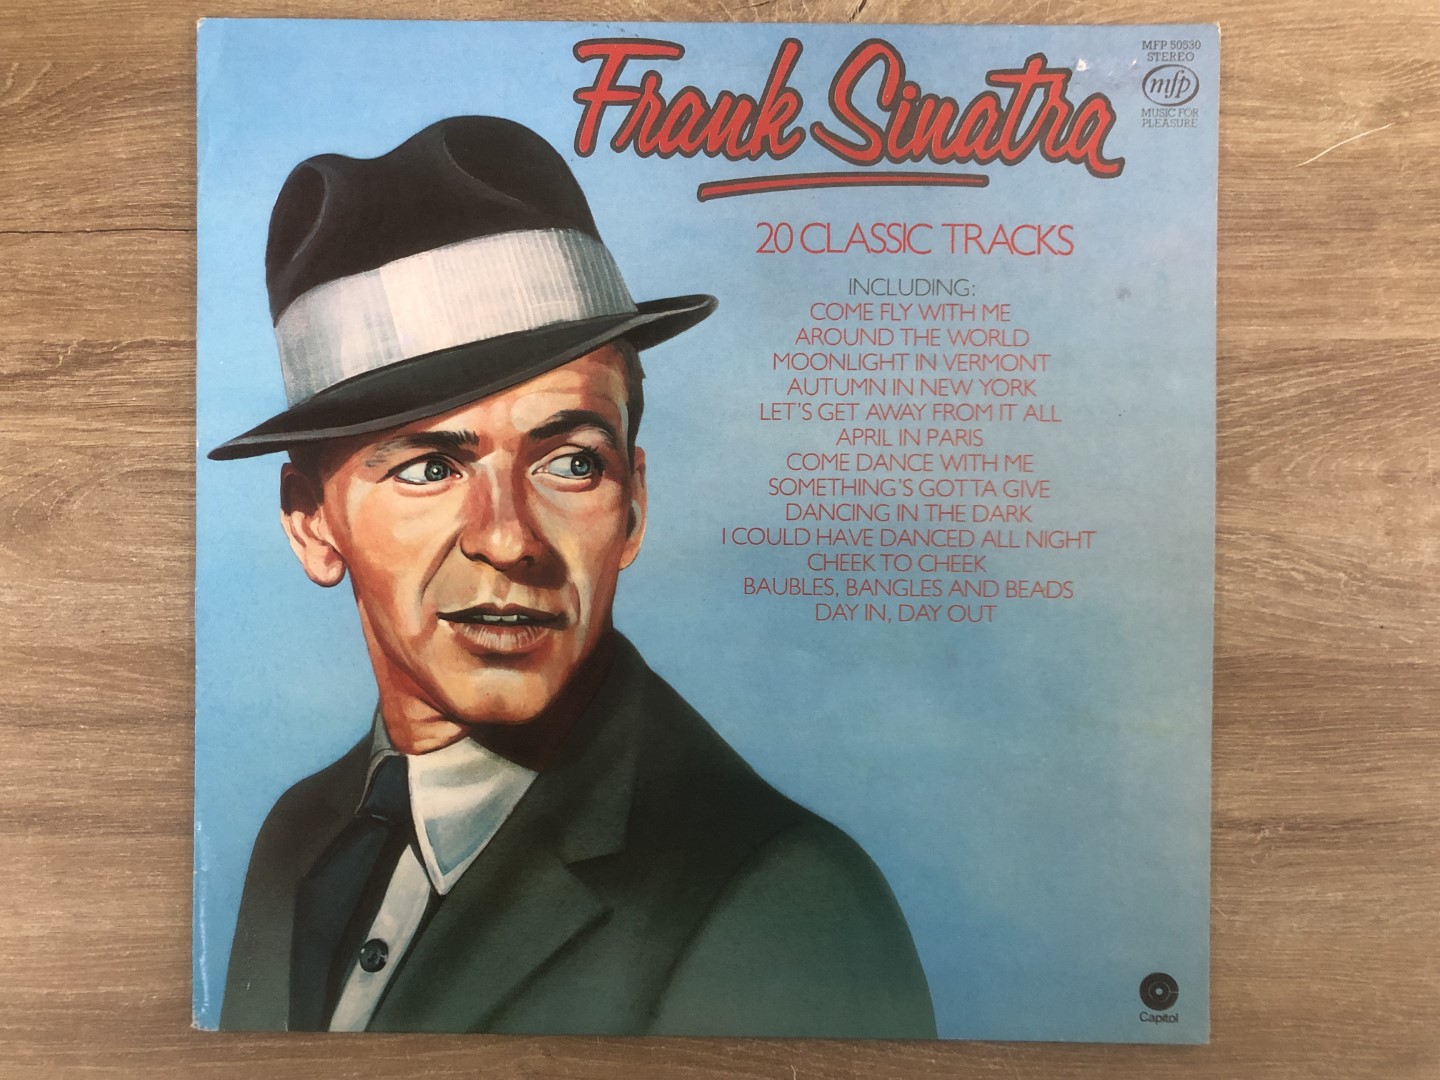 Frank Sinatra
MFP 50530
STEREO
mfp
MUSIC FOR
PLEASURE
20 CLASSIC TRACKS
INCLUDING:
COME FLY WITH ME
AROUND THE WORLD
MOONLIGHT IN VERMONT
AUTUMN IN NEW YORK
LET'S GET AWAY FROM IT ALL
APRIL IN PARIS
COME DANCE WITH ME
SOMETHING'S GOTTA GIVE
DANCING IN THE DARK
I COULD HAVE DANCED ALL NIGHT
CHEEK TO CHEEK
BAUBLES, BANGLES AND BEADS
DAY IN, DAY OUT
Capitol